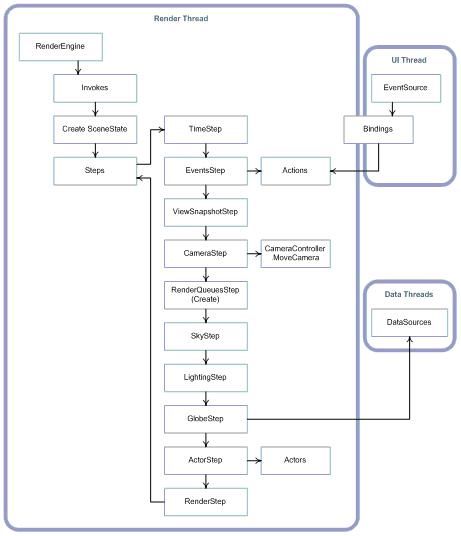 Render Thread
RenderEngine
Invokes
Create SceneState
Steps
TimeStep
EventsStep
Actions
ViewSnapshotStep
CameraStep
CameraController
.MoveCamera
RenderQueuesStep
(Create)
SkyStep
LightingStep
GlobeStep
ActorStep
Actors
RenderStep
UI Thread
EventSource
Bindings
Data Threads
DataSources